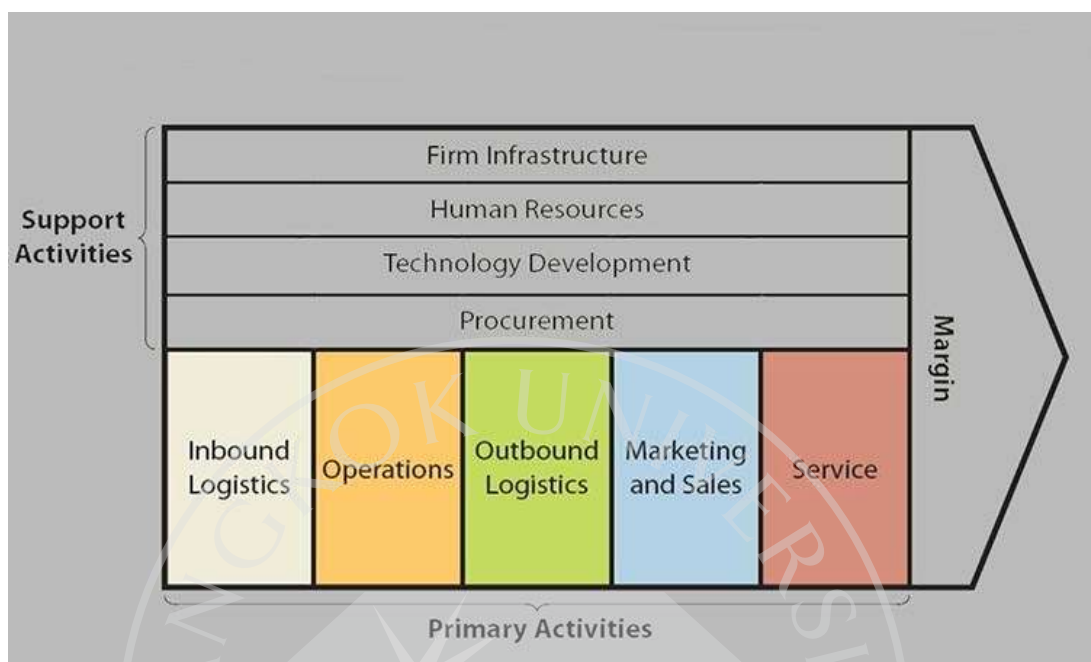 Support
Activities
Firm Infrastructure
Human Resources
Technology Development
Procurement
Inbound
Logistics
Operations
Outbound
Logistics
Marketing
and Sales
Service
Margin
Primary Activities